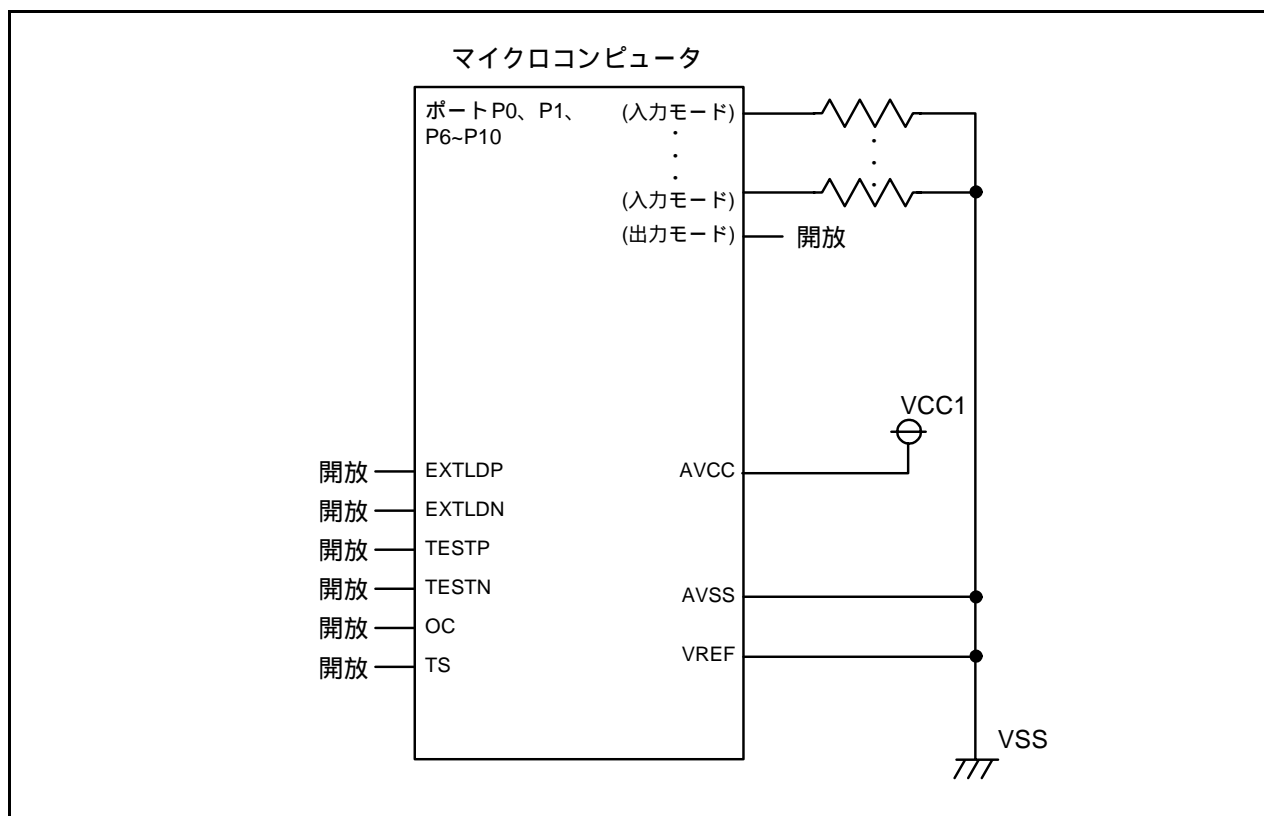 マイクロコンピュータ
ポートP0、P1、
P6~P10
(入力モード)
(入力モード)
(出力モード)
開放
VCC1
開放
EXTLDP
AVCC
開放
EXTLDN
開放
TESTP
開放
TESTN
AVSS
開放
OC
VREF
開放
TS
VSS